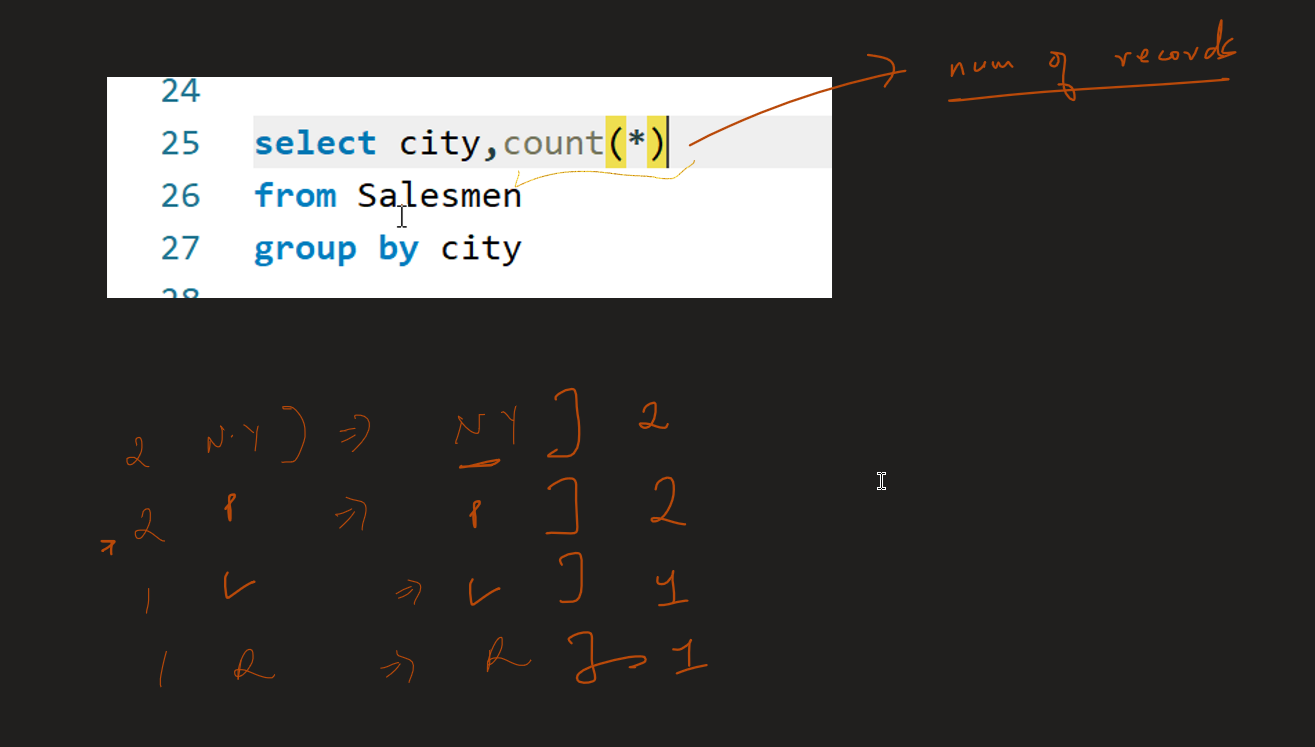 num of records
24
25 select city,count(*)
26 from Salesmen
27 group by city
28
2 N.Y ] ⇒ NY ] 2
2 P ⇒ P ] 2
1 L ⇒ L ] 1
1 R ⇒ R ] 1